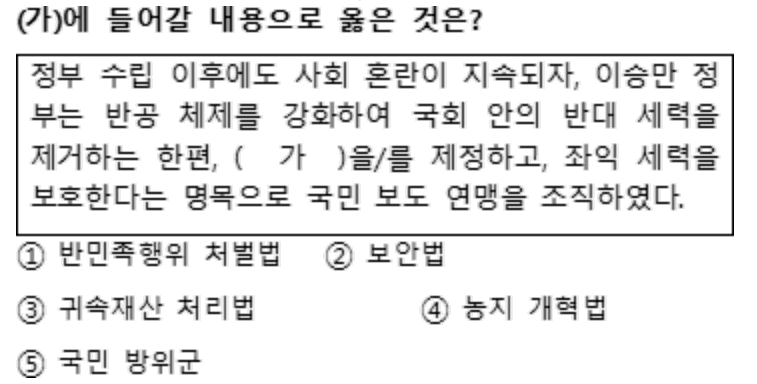 (가)에 들어갈 내용으로 옳은 것은?
정부 수립 이후에도 사회 혼란이 지속되자, 이승만 정
부는 반공 체제를 강화하여 국회 안의 반대 세력을
제거하는 한편, ( 가 )을/를 제정하고, 좌익 세력을
보호한다는 명목으로 국민 보도 연맹을 조직하였다.
① 반민족행위 처벌법 ② 보안법
③ 귀속재산 처리법 ④ 농지 개혁법
⑤ 국민 방위군